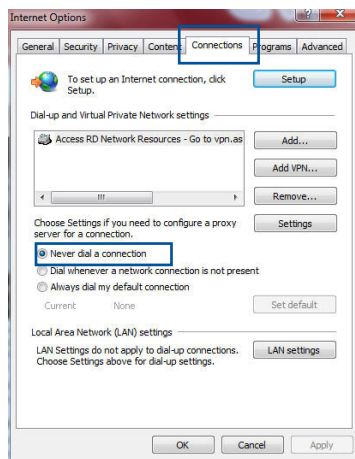 Internet Options
General Security Privacy Content Connections Programs Advanced
To set up an Internet connection, click
Setup.
Setup
Dial-up and Virtual Private Network settings
Access RD Network Resources - Go to vpn.as
Add...
Add VPN...
Remove...
Choose Settings if you need to configure a proxy
server for a connection.
Settings
Never dial a connection
Dial whenever a network connection is not present
Always dial my default connection
Current None
Set default
Local Area Network (LAN) settings
LAN Settings do not apply to dial-up connections.
Choose Settings above for dial-up settings.
LAN settings
OK Cancel Apply